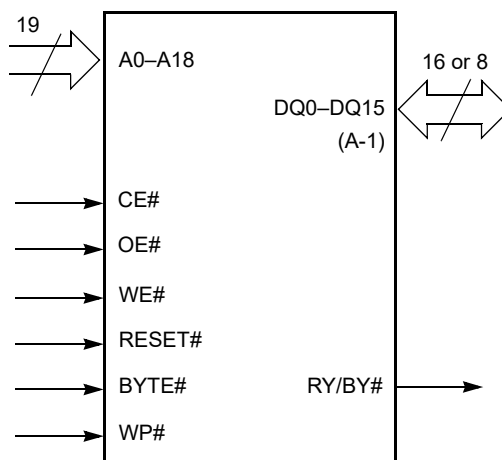 19
A0–A18
16 or 8
DQ0–DQ15
(A-1)
CE#
OE#
WE#
RESET#
BYTE#
RY/BY#
WP#